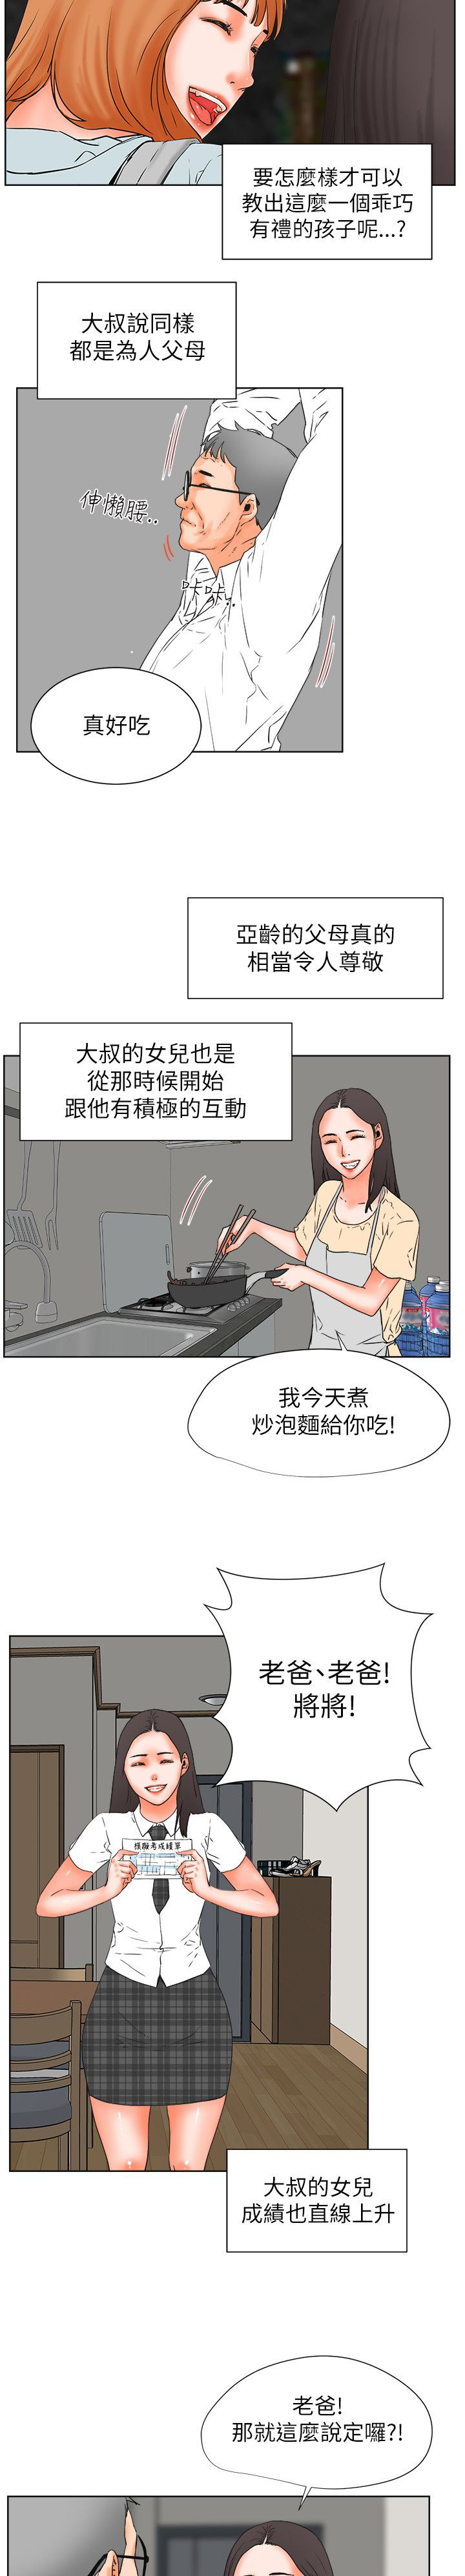 要怎麼樣才可以
教出這麼一個乖巧
有禮的孩子呢...?
大叔說同樣
都是為人父母
伸懶腰..
咔咔..
真好吃
亞齡的父母真的
相當令人尊敬
大叔的女兒也是
從那時候開始
跟他有積極的互動
我今天煮
炒泡麵給你吃!
老爸、老爸!
將將!
模擬考成績單
大叔的女兒
成績也直線上升
老爸!
那就這麼說定囉?!